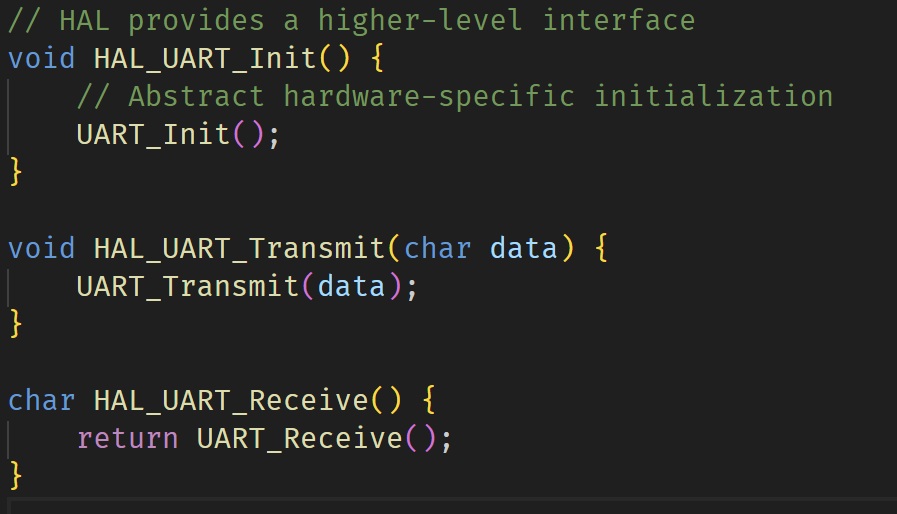 // HAL provides a higher-level interface
void HAL_UART_Init() {
// Abstract hardware-specific initialization
UART_Init();
}
void HAL_UART_Transmit(char data) {
UART_Transmit(data);
}
char HAL_UART_Receive() {
return UART_Receive();
}